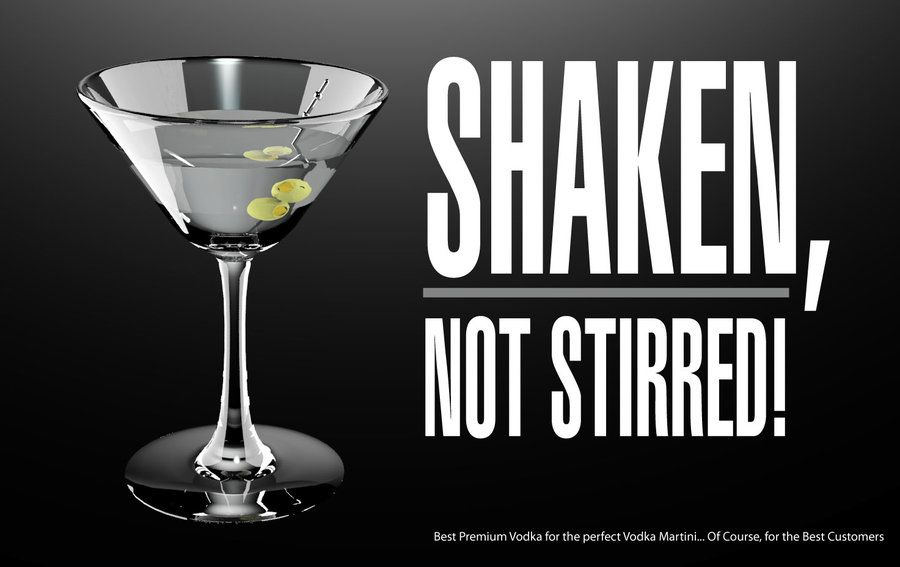 SHAKEN,
NOT STIRRED!
Best Premium Vodka for the perfect Vodka Martini... Of Course, for the Best Customers